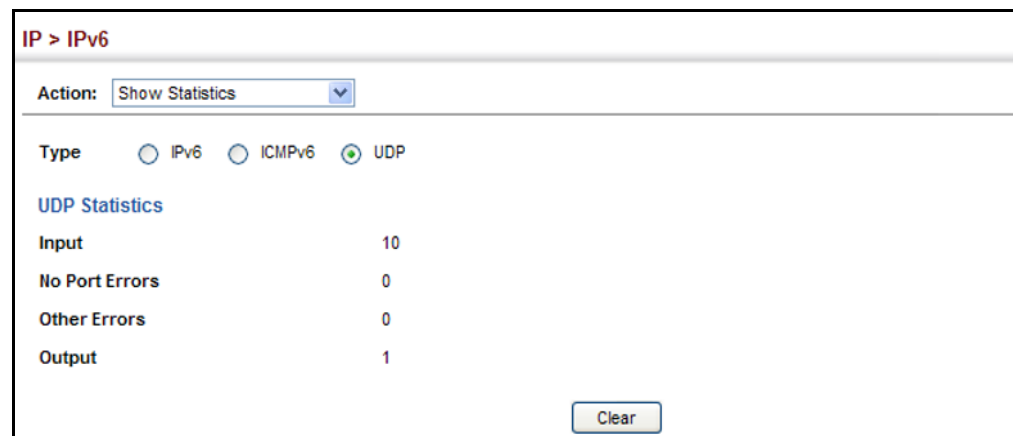 IP > IPv6
Action: Show Statistics
Type IPv6 ICMPv6 UDP
UDP Statistics
Input 10
No Port Errors 0
Other Errors 0
Output 1
Clear